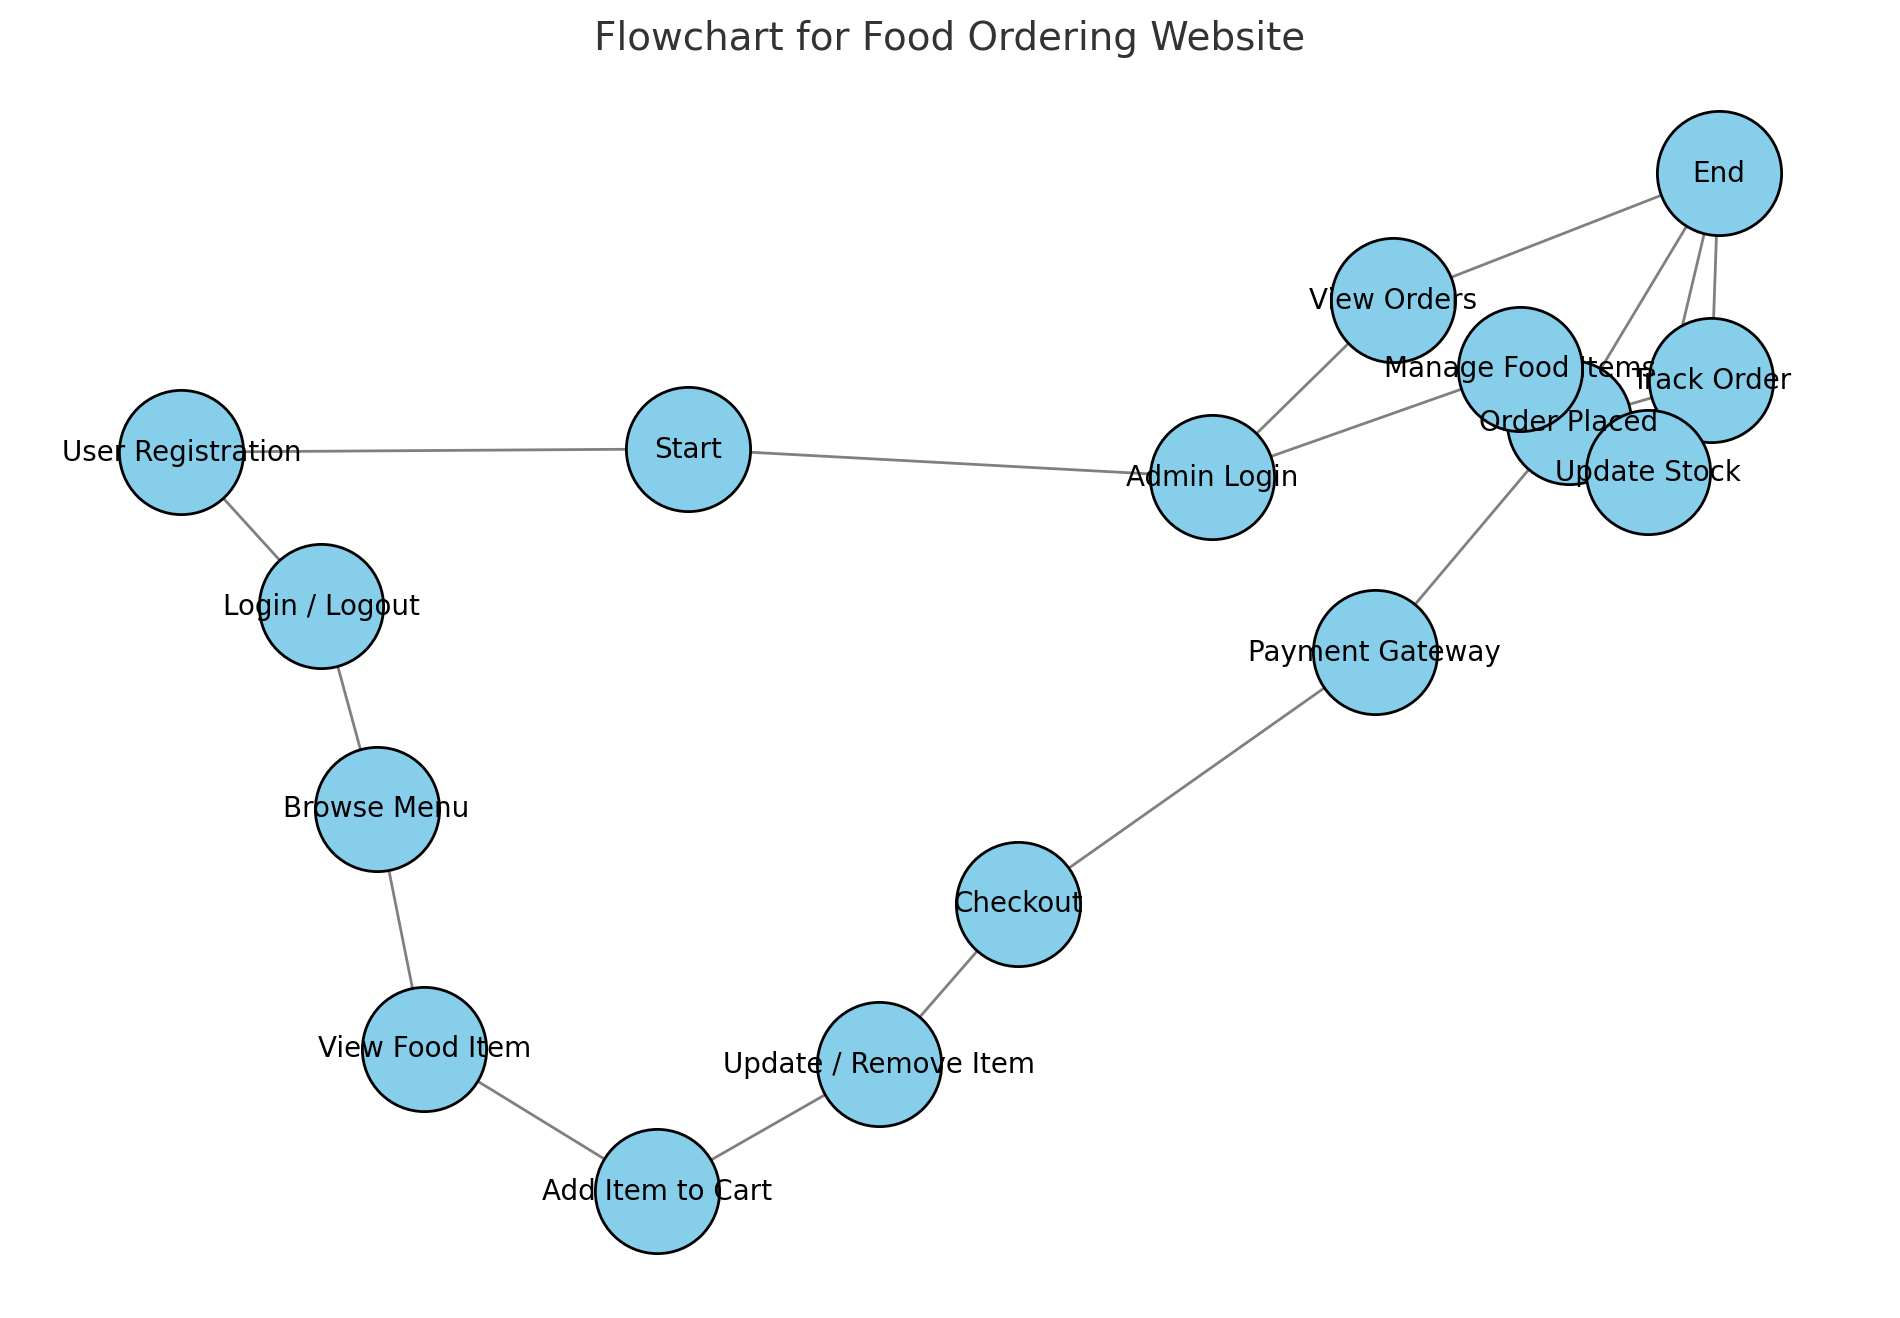 Flowchart for Food Ordering Website
End
View Orders
Manage Food Items
Track Order
Order Placed
User Registration
Start
Admin Login
Update Stock
Login / Logout
Payment Gateway
Browse Menu
Checkout
View Food Item
Update / Remove Item
Add Item to Cart